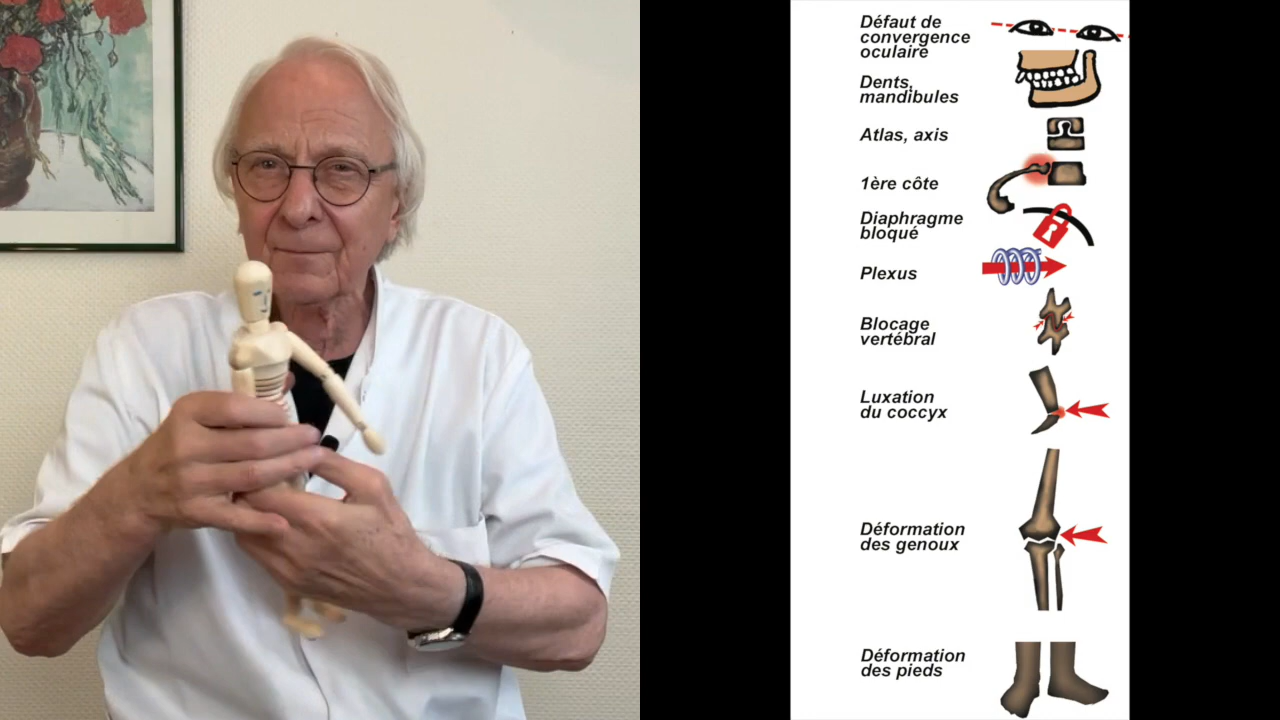 Défaut de
convergence
oculaire
Dents,
mandibules
Atlas, axis
1ère côte
Diaphragme
bloqué
Plexus
Blocage
vertébral
Luxation
du coccyx
Déformation
des genoux
Déformation
des pieds